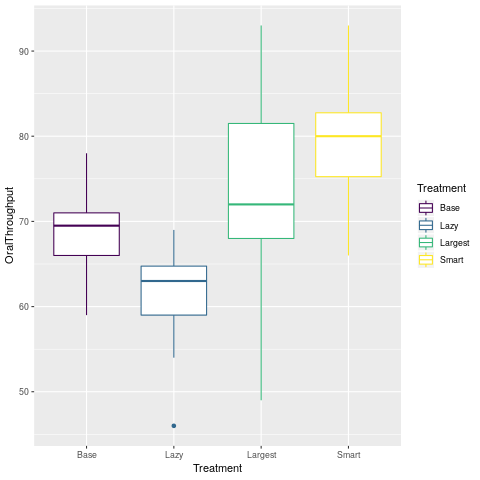 OralThroughput
90
80
70
60
50
Base
Lazy
Largest
Smart
Treatment
Treatment
Base
Lazy
Largest
Smart